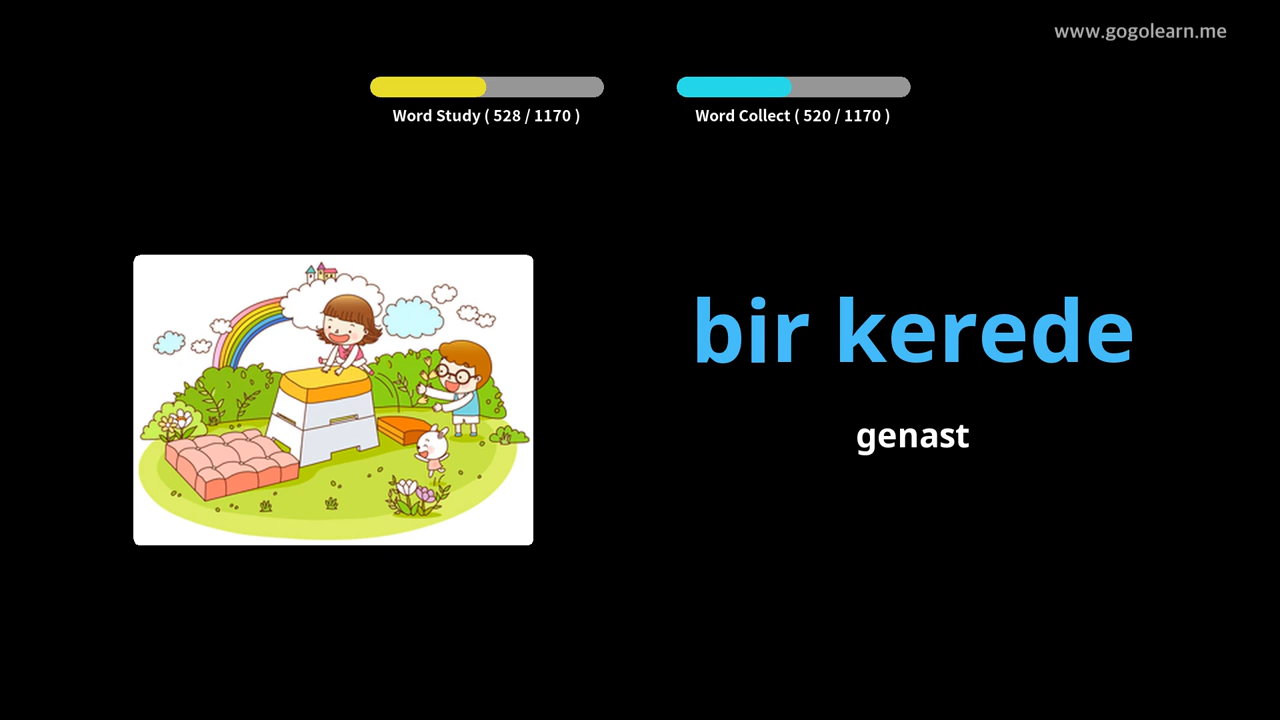 www.gogolearn.me
Word Study ( 528 / 1170 )
Word Collect ( 520 / 1170 )
bir kerede
genast